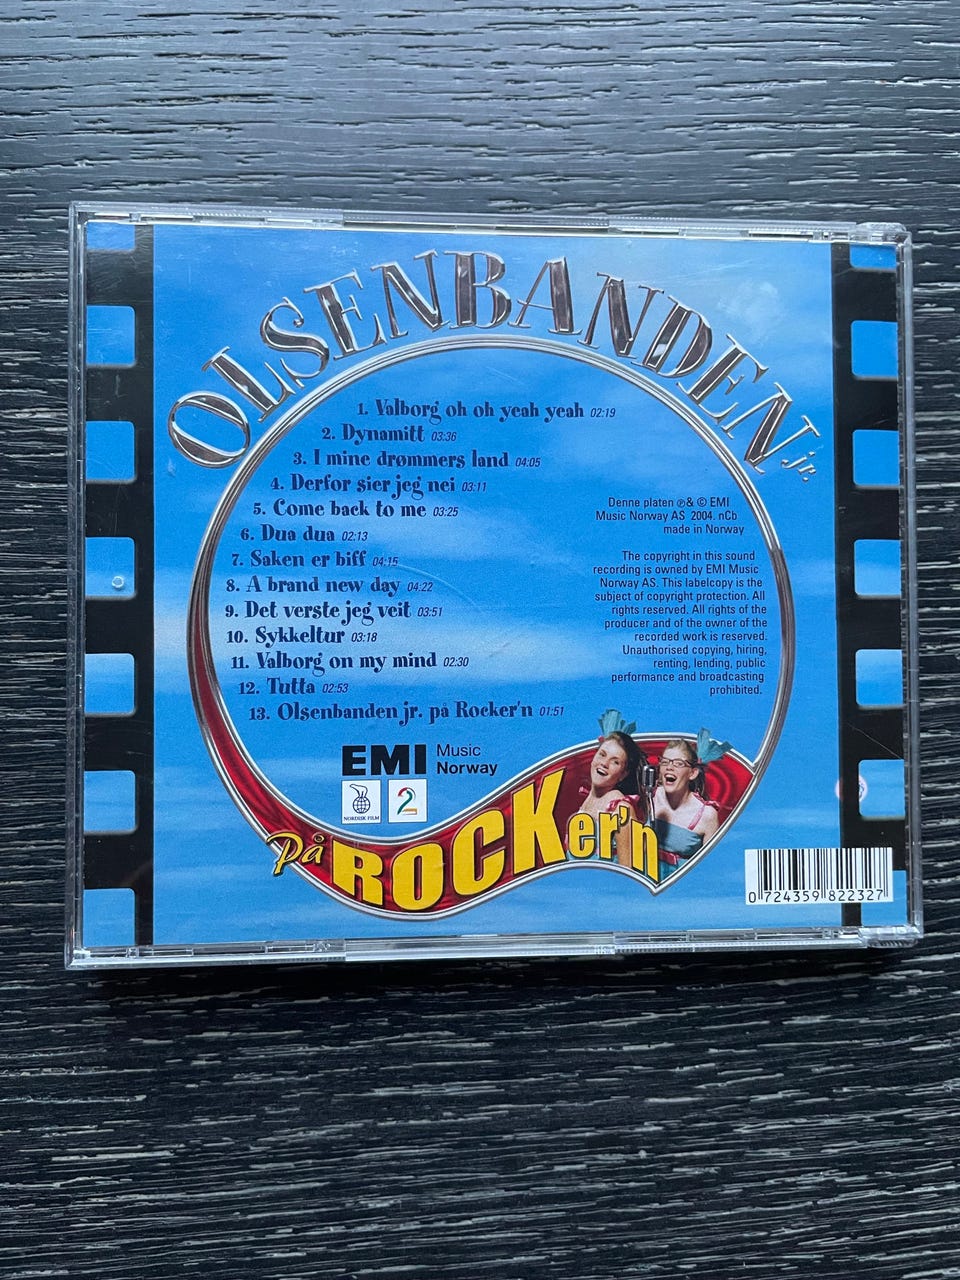 OLSENBANDEN jr.
1. Valborg oh oh yeah yeah 02:19
2. Dynamitt 03:36
3. I mine drømmers land 04:05
4. Derfor sier jeg nei 03:11
5. Come back to me 03:25
6. Dua dua 02:13
7. Saken er biff 04:15
8. A brand new day 04:22
9. Det verste jeg veit 03:51
10. Sykkeltur 03:18
11. Valborg on my mind 02:30
12. Tutta 02:53
13. Olsenbanden jr. på Rocker'n 01:51
Denne platen ℗& © EMI
Music Norway AS 2004. nCb
made in Norway
The copyright in this sound
recording is owned by EMI Music
Norway AS. This labelcopy is the
subject of copyright protection. All
rights reserved. All rights of the
producer and of the owner of the
recorded work is reserved.
Unauthorised copying, hiring,
renting, lending, public
performance and broadcasting
prohibited.
EMI Music
Norway
NORDISK FILM
2
På ROCKer'n
0 724359 822327